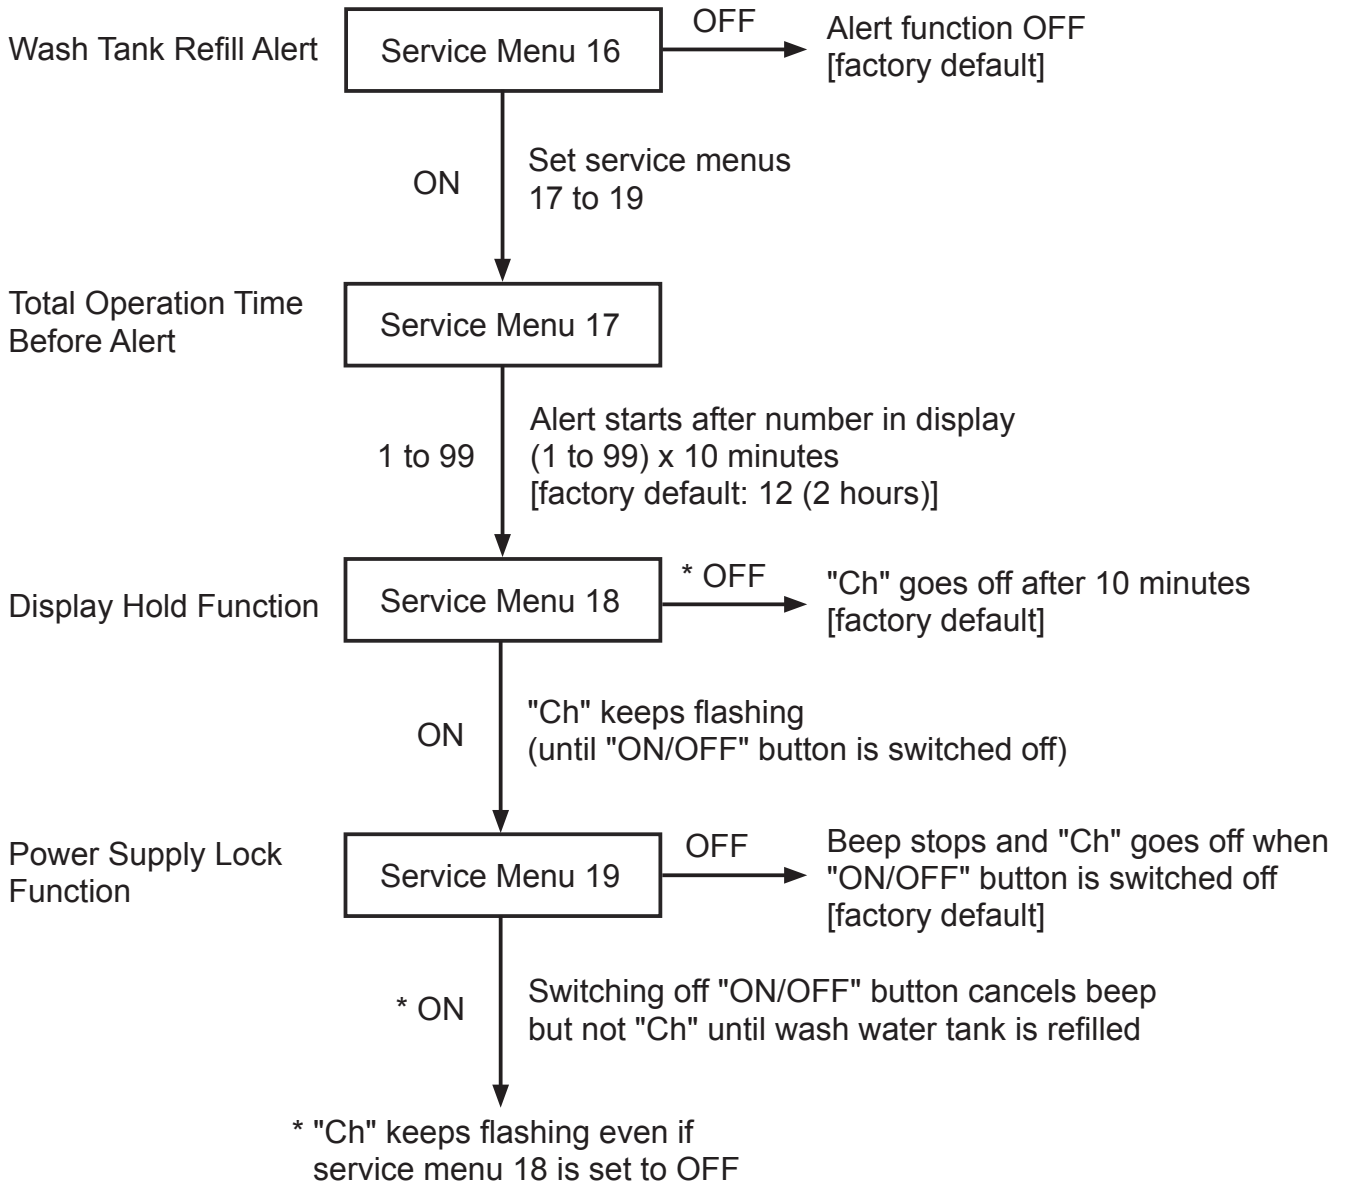 Wash Tank Refill Alert
Service Menu 16
OFF
Alert function OFF
[factory default]
ON
Set service menus
17 to 19
Total Operation Time
Before Alert
Service Menu 17
1 to 99
Alert starts after number in display
(1 to 99) x 10 minutes
[factory default: 12 (2 hours)]
Display Hold Function
Service Menu 18
* OFF
"Ch" goes off after 10 minutes
[factory default]
ON
"Ch" keeps flashing
(until "ON/OFF" button is switched off)
Power Supply Lock
Function
Service Menu 19
OFF
Beep stops and "Ch" goes off when
"ON/OFF" button is switched off
[factory default]
* ON
Switching off "ON/OFF" button cancels beep
but not "Ch" until wash water tank is refilled
* "Ch" keeps flashing even if
service menu 18 is set to OFF